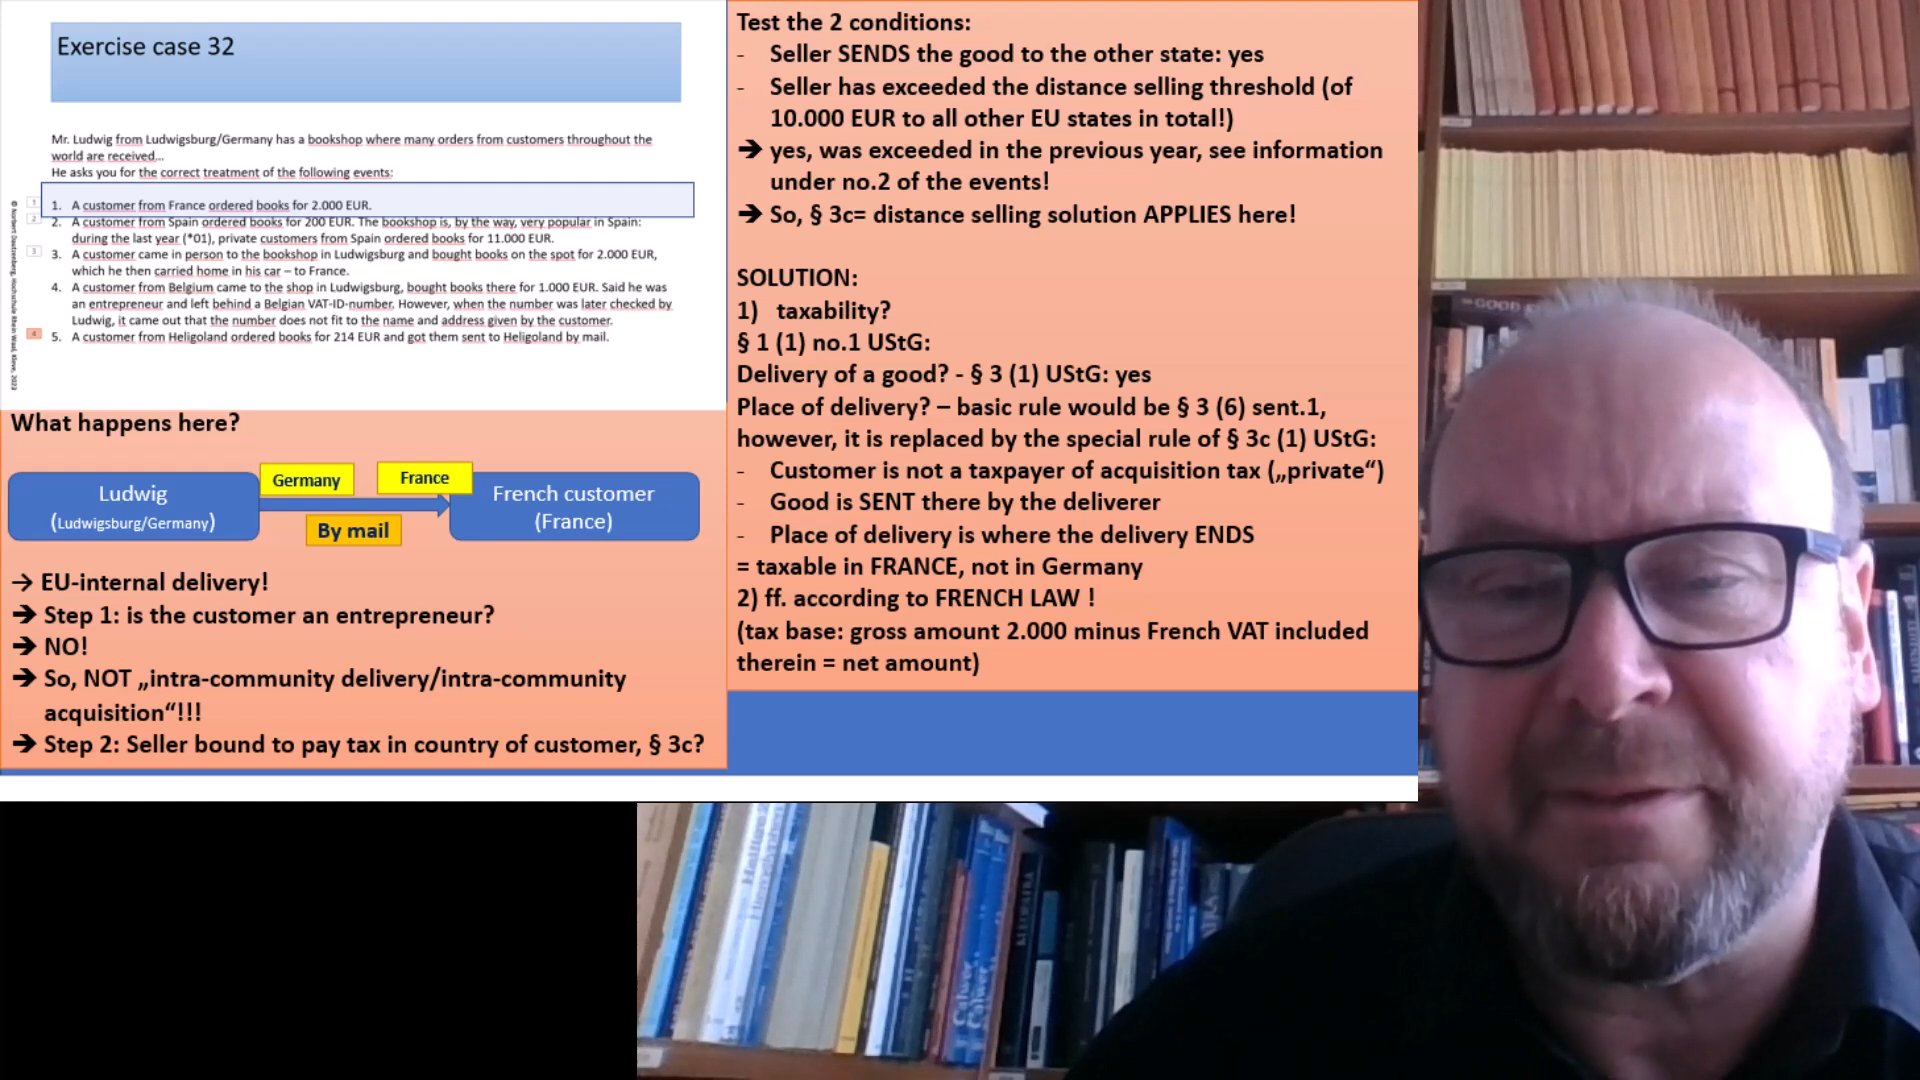 Exercise case 32
Mr. Ludwig from Ludwigsburg/Germany has a bookshop where many orders from customers throughout the
world are received...
He asks you for the correct treatment of the following events:
1. A customer from France ordered books for 2.000 EUR.
2. A customer from Spain ordered books for 200 EUR. The bookshop is, by the way, very popular in Spain:
during the last year (*01), private customers from Spain ordered books for 11.000 EUR.
3. A customer came in person to the bookshop in Ludwigsburg and bought books on the spot for 2.000 EUR,
which he then carried home in his car – to France.
4. A customer from Belgium came to the shop in Ludwigsburg, bought books there for 1.000 EUR. Said he was
an entrepreneur and left behind a Belgian VAT-ID-number. However, when the number was later checked by
Ludwig, it came out that the number does not fit to the name and address given by the customer.
5. A customer from Heligoland ordered books for 214 EUR and got them sent to Heligoland by mail.
1
2
3
4
What happens here?
Ludwig
(Ludwigsburg/Germany)
Germany
France
By mail
French customer
(France)
→ EU-internal delivery!
➔ Step 1: is the customer an entrepreneur?
➔ NO!
➔ So, NOT „intra-community delivery/intra-community
acquisition“!!!
➔ Step 2: Seller bound to pay tax in country of customer, § 3c?
Test the 2 conditions:
- Seller SENDS the good to the other state: yes
- Seller has exceeded the distance selling threshold (of
10.000 EUR to all other EU states in total!)
➔ yes, was exceeded in the previous year, see information
under no.2 of the events!
➔ So, § 3c= distance selling solution APPLIES here!
SOLUTION:
1) taxability?
§ 1 (1) no.1 UStG:
Delivery of a good? - § 3 (1) UStG: yes
Place of delivery? – basic rule would be § 3 (6) sent.1,
however, it is replaced by the special rule of § 3c (1) UStG:
- Customer is not a taxpayer of acquisition tax („private“)
- Good is SENT there by the deliverer
- Place of delivery is where the delivery ENDS
= taxable in FRANCE, not in Germany
2) ff. according to FRENCH LAW !
(tax base: gross amount 2.000 minus French VAT included
therein = net amount)